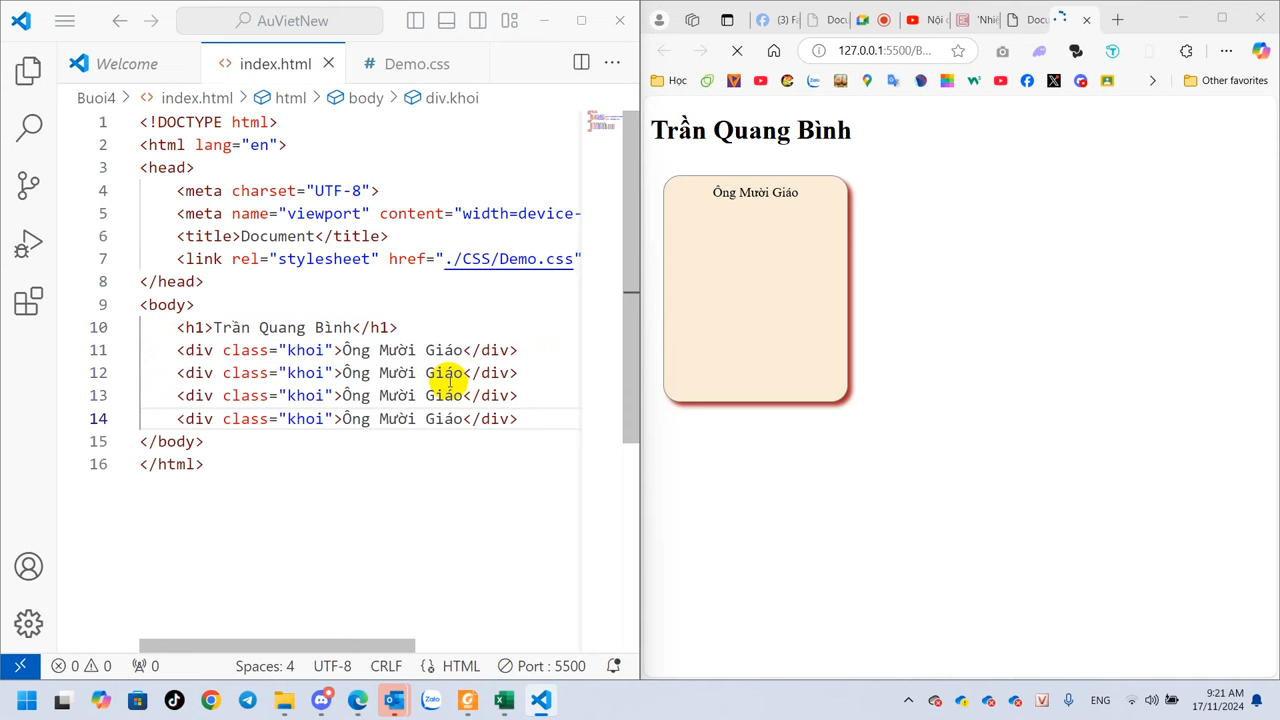 AuVietNew
(3) F
Docu
Nội c
'Nhiệ
Docu
Welcome
index.html
Demo.css
127.0.0.1:5500/B...
Học
Other favorites
Buoi4 > index.html > html > body > div.khoi
1 <!DOCTYPE html>
2 <html lang="en">
3 <head>
4 <meta charset="UTF-8">
5 <meta name="viewport" content="width=device-
6 <title>Document</title>
7 <link rel="stylesheet" href="./CSS/Demo.css"
8 </head>
9 <body>
10 <h1>Trần Quang Bình</h1>
11 <div class="khoi">Ông Mười Giáo</div>
12 <div class="khoi">Ông Mười Giáo</div>
13 <div class="khoi">Ông Mười Giáo</div>
14 <div class="khoi">Ông Mười Giáo</div>
15 </body>
16 </html>
Trần Quang Bình
Ông Mười Giáo
0 0 0 Spaces: 4 UTF-8 CRLF HTML Port : 5500
Zalo
ENG
9:21 AM
17/11/2024